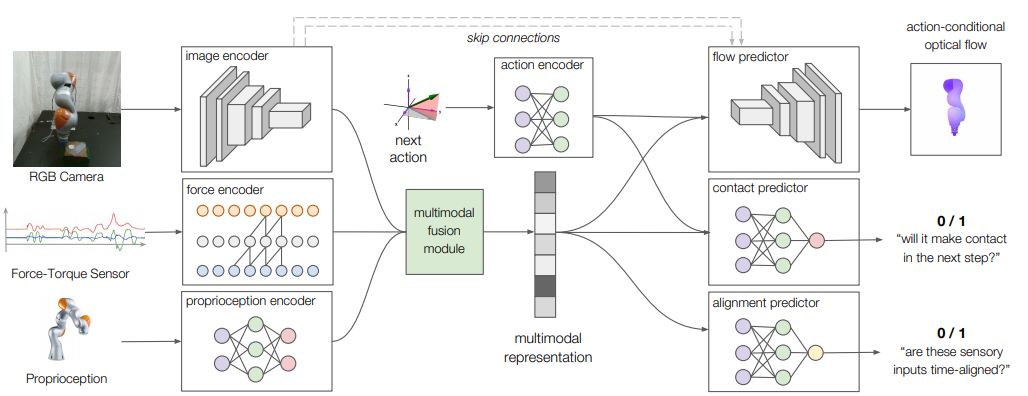 skip connections
action-conditional
optical flow
image encoder
action encoder
flow predictor
next
action
RGB Camera
force encoder
contact predictor
multimodal
fusion
module
0 / 1
"will it make contact
in the next step?"
Force-Torque Sensor
proprioception encoder
alignment predictor
multimodal
representation
0 / 1
"are these sensory
inputs time-aligned?"
Proprioception